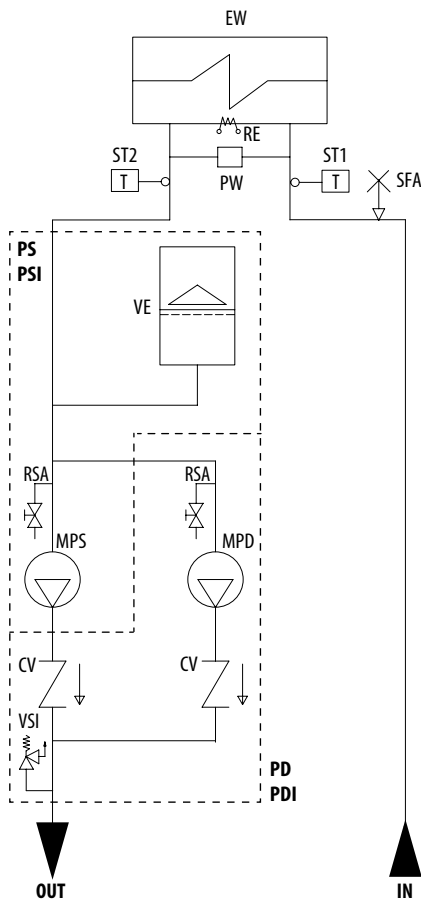 EW
RE
ST2
ST1
T
T
PW
SFA
PS
PSI
VE
RSA
RSA
MPS
MPD
CV
CV
VSI
PD
PDI
OUT
IN